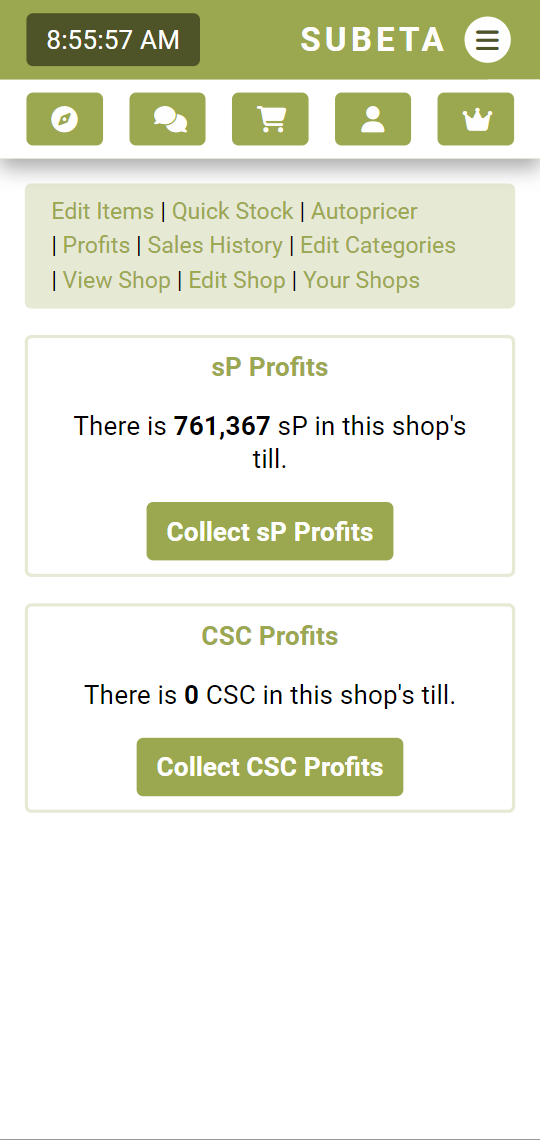 8:55:57 AM
SUBETA
Edit Items | Quick Stock | Autopricer
| Profits | Sales History | Edit Categories
| View Shop | Edit Shop | Your Shops
sP Profits
There is 761,367 sP in this shop's
till.
Collect sP Profits
CSC Profits
There is 0 CSC in this shop's till.
Collect CSC Profits